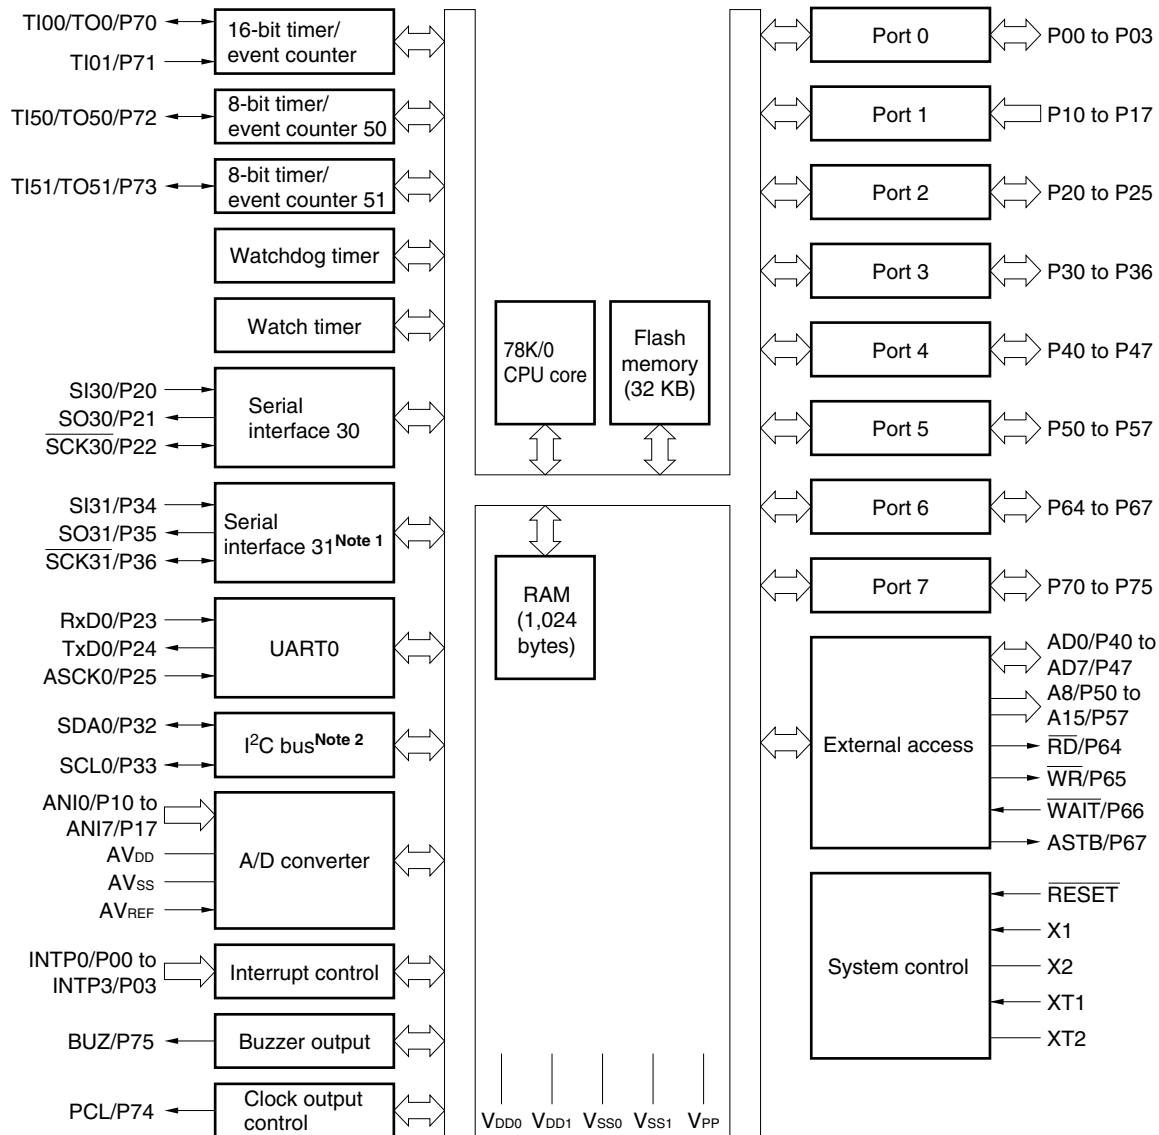 TI00/TO0/P70
TI01/P71
16-bit timer/
event counter
TI50/TO50/P72
8-bit timer/
event counter 50
TI51/TO51/P73
8-bit timer/
event counter 51
Watchdog timer
Watch timer
SI30/P20
SO30/P21
SCK30/P22
Serial
interface 30
SI31/P34
SO31/P35
SCK31/P36
Serial
interface 31Note 1
RxD0/P23
TxD0/P24
ASCK0/P25
UART0
SDA0/P32
SCL0/P33
I2C busNote 2
ANI0/P10 to
ANI7/P17
AVDD
AVSS
AVREF
A/D converter
INTP0/P00 to
INTP3/P03
Interrupt control
BUZ/P75
Buzzer output
PCL/P74
Clock output
control
78K/0
CPU core
Flash
memory
(32 KB)
RAM
(1,024
bytes)
VDD0 VDD1 VSS0 VSS1 VPP
Port 0
P00 to P03
Port 1
P10 to P17
Port 2
P20 to P25
Port 3
P30 to P36
Port 4
P40 to P47
Port 5
P50 to P57
Port 6
P64 to P67
Port 7
P70 to P75
External access
AD0/P40 to
AD7/P47
A8/P50 to
A15/P57
RD/P64
WR/P65
WAIT/P66
ASTB/P67
System control
RESET
X1
X2
XT1
XT2